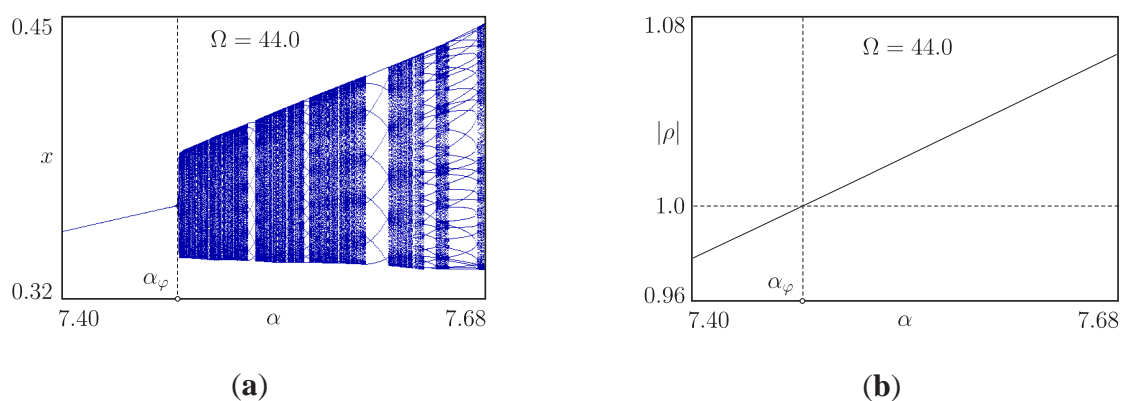 0.45
Ω = 44.0
x
α_φ
0.32
7.40
α
7.68
(a)
1.08
Ω = 44.0
|ρ|
1.0
α_φ
0.96
7.40
α
7.68
(b)